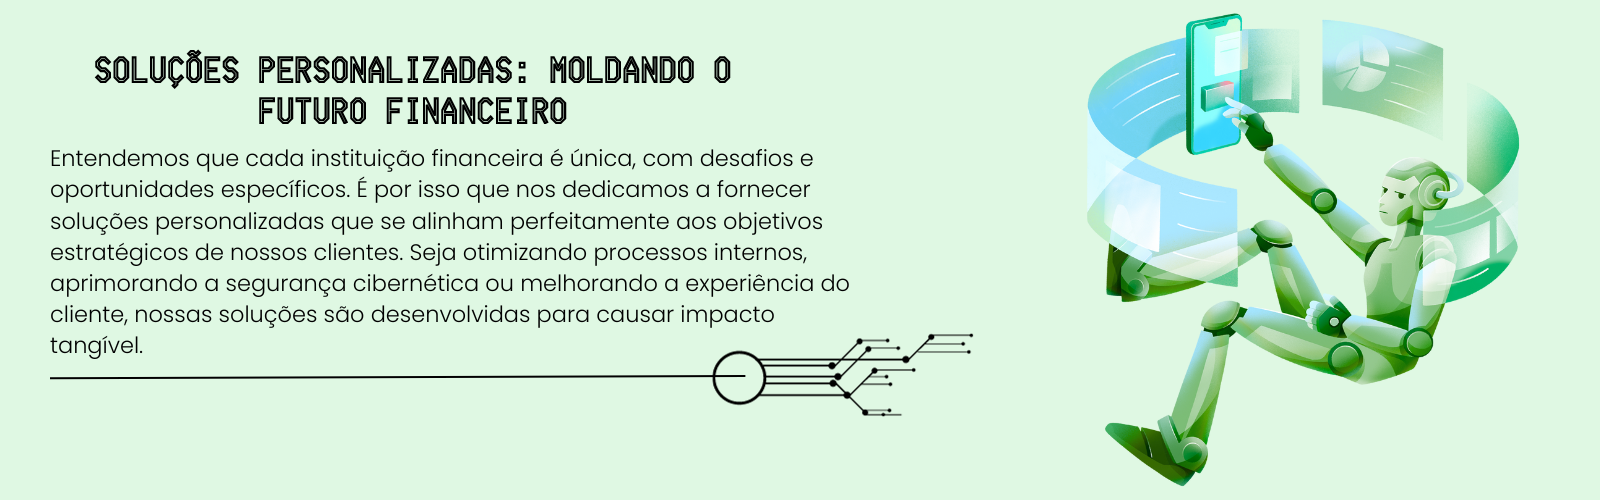 SOLUÇÕES PERSONALIZADAS: MOLDANDO O
FUTURO FINANCEIRO
Entendemos que cada instituição financeira é única, com desafios e
oportunidades específicos. É por isso que nos dedicamos a fornecer
soluções personalizadas que se alinham perfeitamente aos objetivos
estratégicos de nossos clientes. Seja otimizando processos internos,
aprimorando a segurança cibernética ou melhorando a experiência do
cliente, nossas soluções são desenvolvidas para causar impacto
tangível.